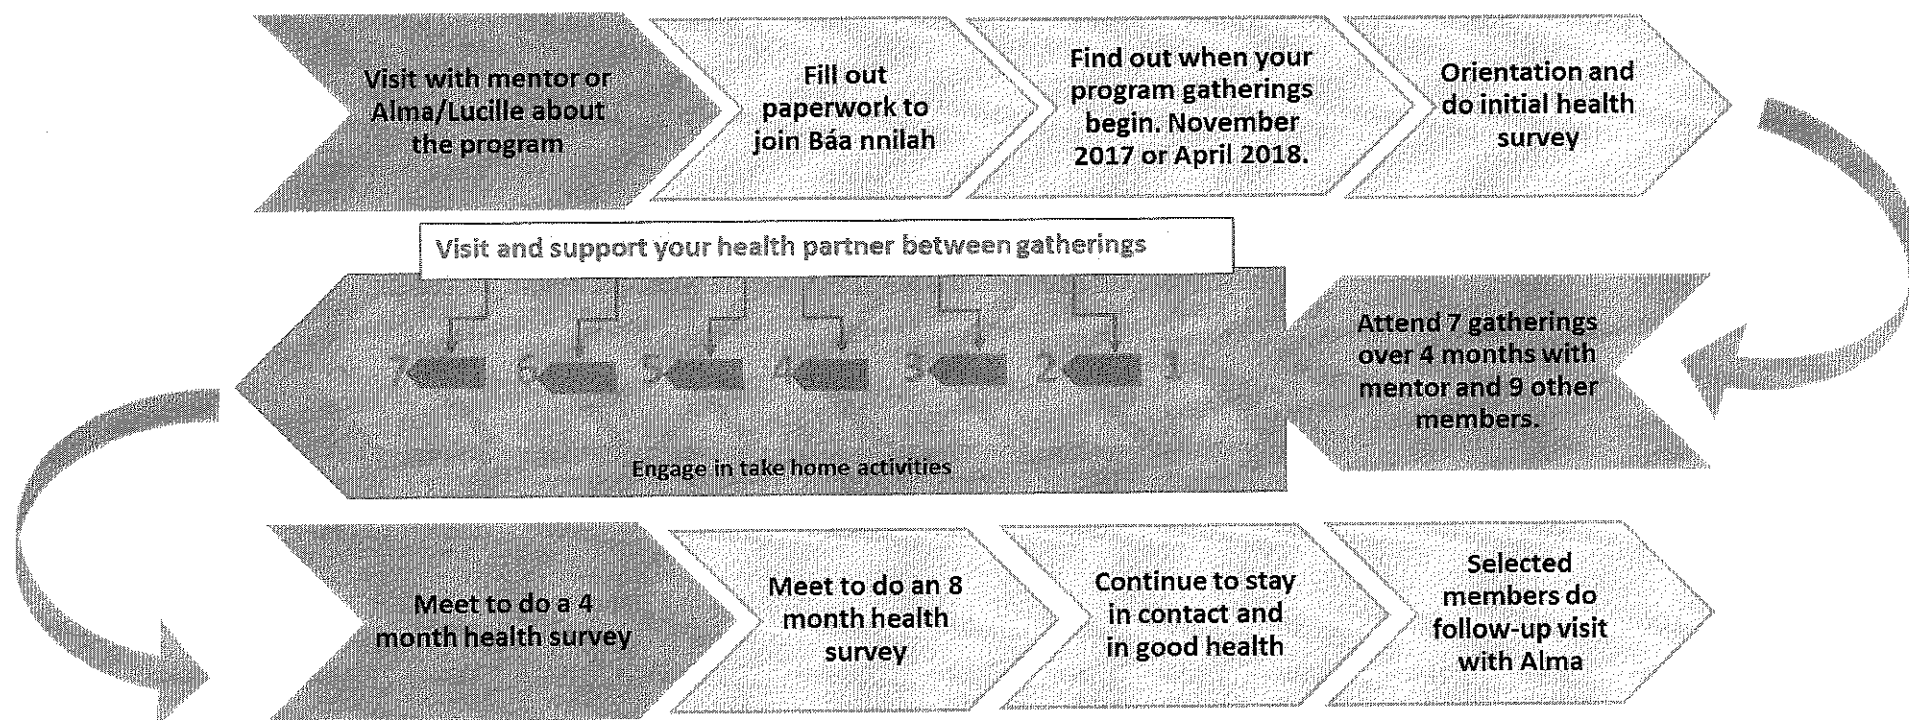 Visit with mentor or
Alma/Lucille about
the program
Fill out
paperwork to
join Báa nnilah
Find out when your
program gatherings
begin. November
2017 or April 2018.
Orientation and
do initial health
survey
Attend 7 gatherings
over 4 months with
mentor and 9 other
members.
Visit and support your health partner between gatherings
7 6 5 4 3 2 1
Engage in take home activities
Meet to do a 4
month health survey
Meet to do an 8
month health
survey
Continue to stay
in contact and
in good health
Selected
members do
follow-up visit
with Alma